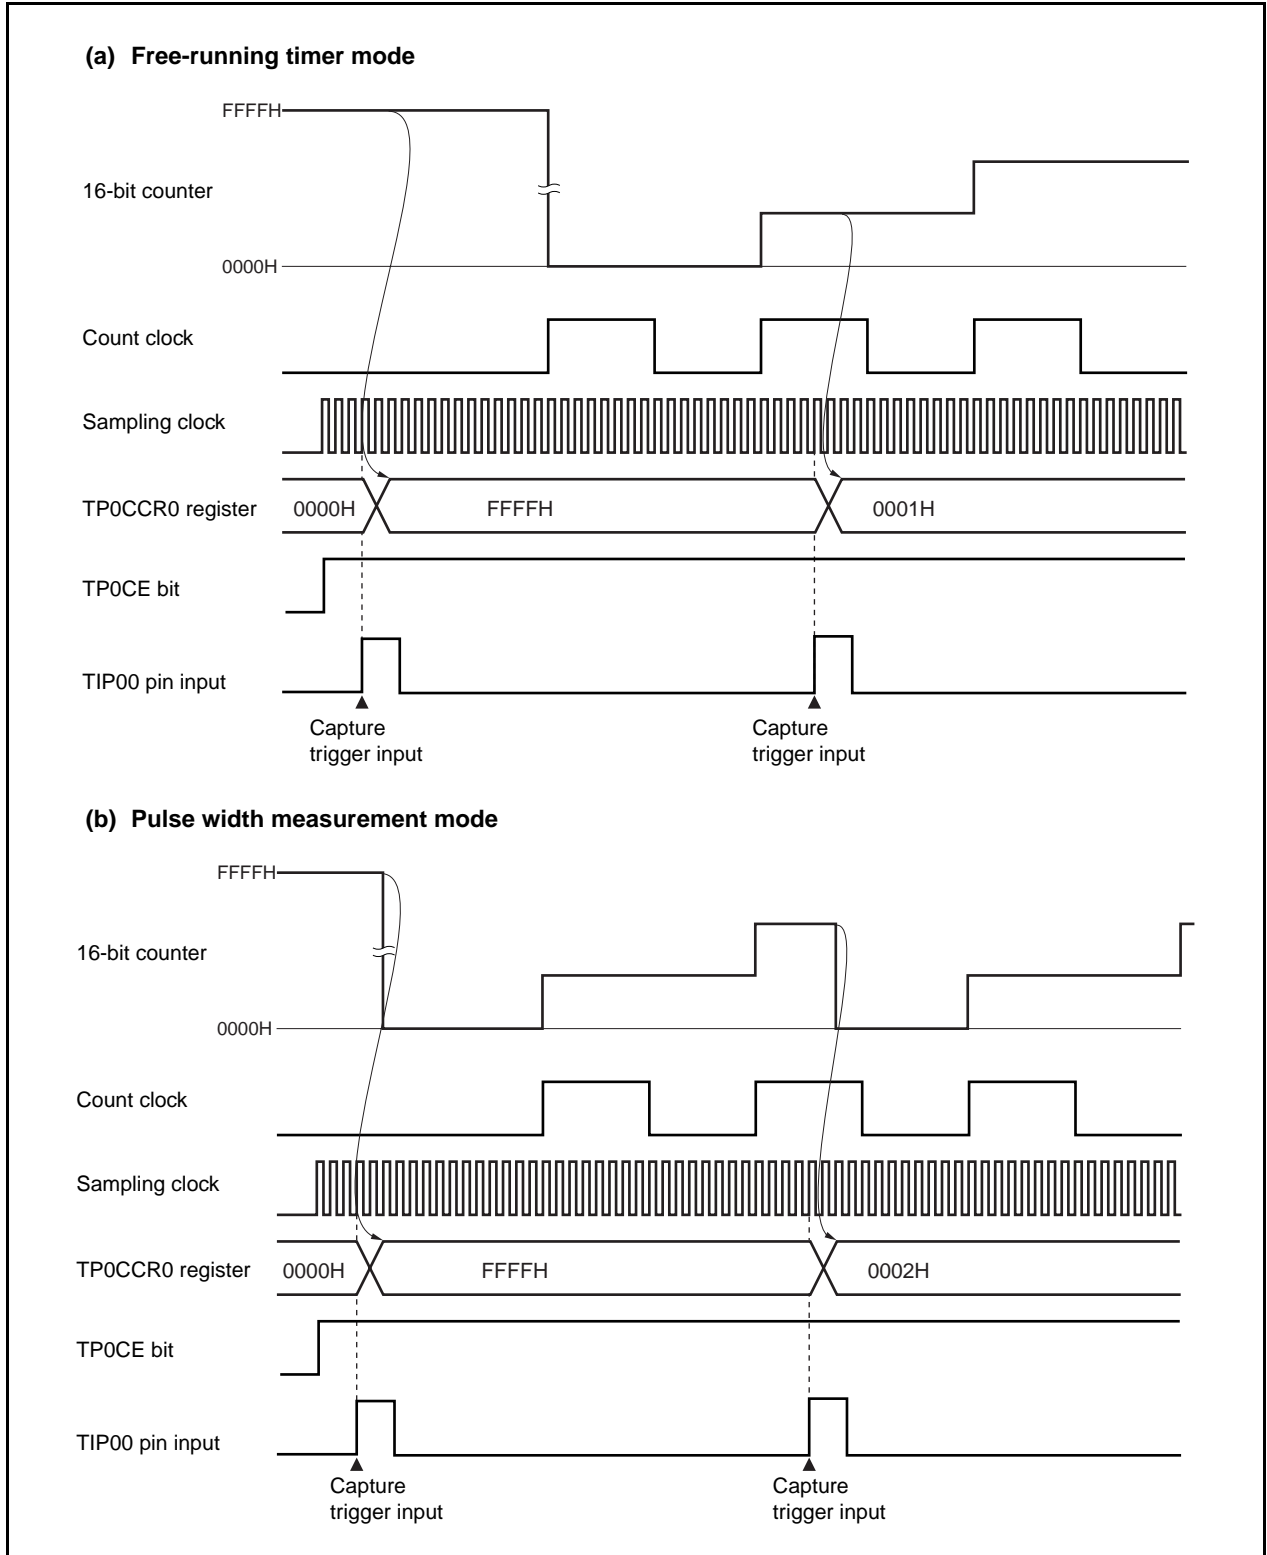 (a) Free-running timer mode
FFFFH
16-bit counter
0000H
Count clock
Sampling clock
TP0CCR0 register 0000H FFFFH 0001H
TP0CE bit
TIP00 pin input
Capture trigger input Capture trigger input
(b) Pulse width measurement mode
FFFFH
16-bit counter
0000H
Count clock
Sampling clock
TP0CCR0 register 0000H FFFFH 0002H
TP0CE bit
TIP00 pin input
Capture trigger input Capture trigger input